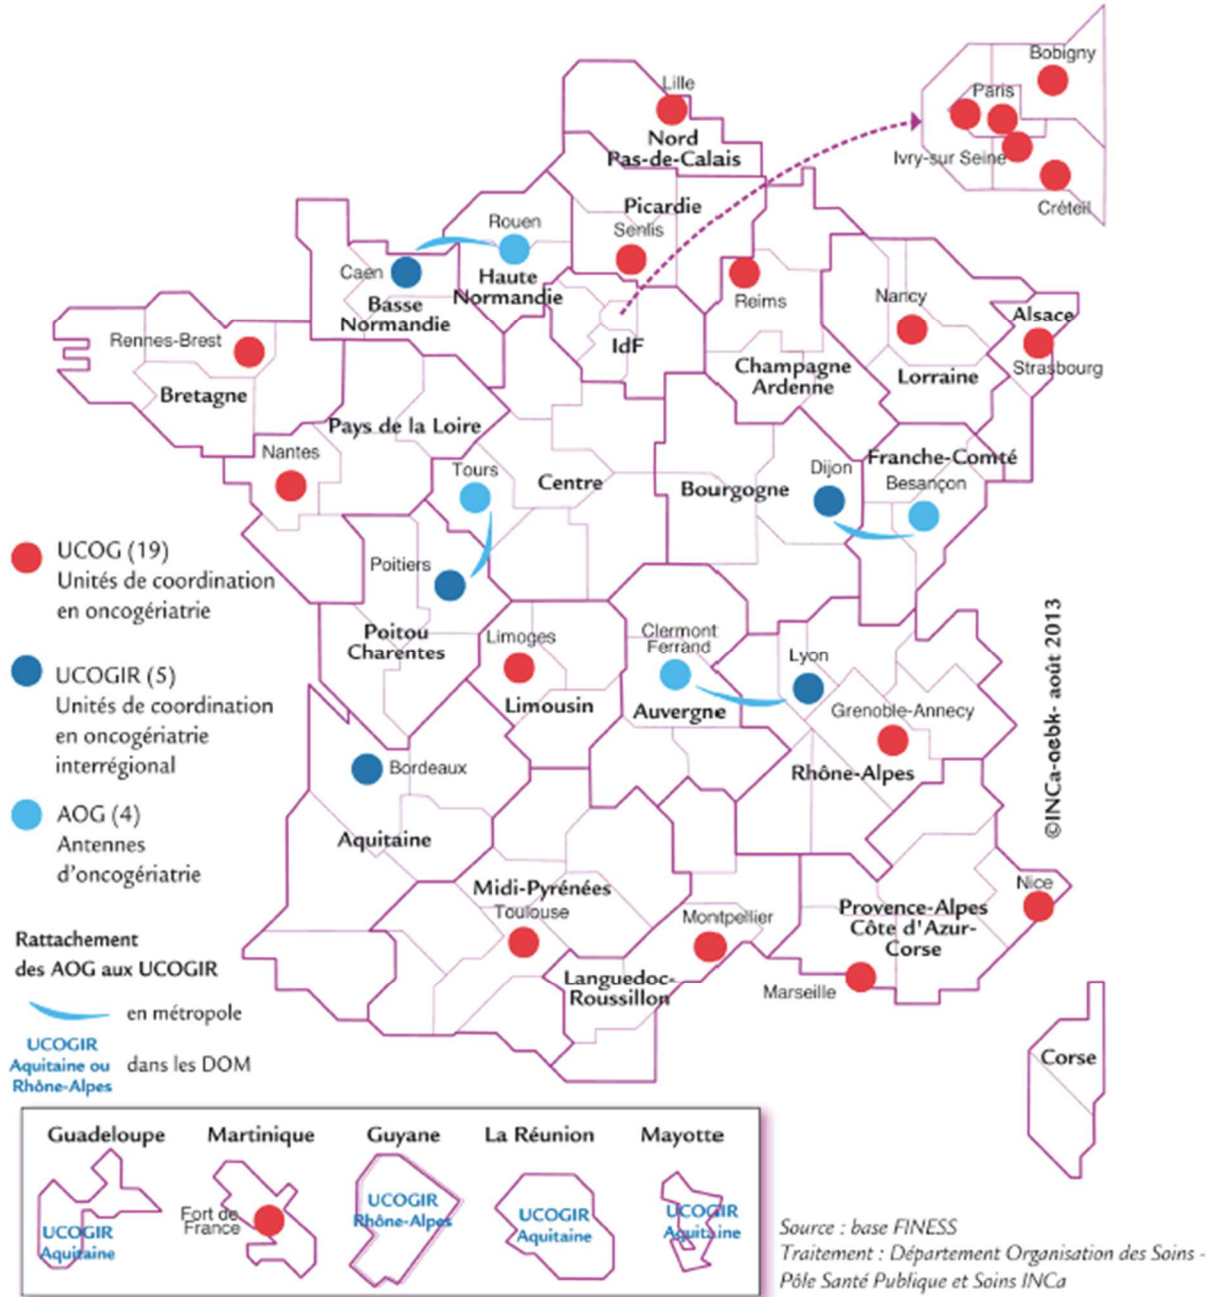 Bobigny
Paris
Ivry-sur Seine
Créteil
Lille
Nord
Pas-de-Calais
Picardie
Senlis
Rouen
Haute
Normandie
Caen
Basse
Normandie
Reims
Champagne
Ardenne
Nancy
Lorraine
Alsace
Strasbourg
IdF
Rennes-Brest
Bretagne
Pays de la Loire
Nantes
Tours
Centre
Bourgogne
Dijon
Franche-Comté
Besançon
Poitiers
Poitou
Charentes
Limoges
Limousin
Clermont
Ferrand
Auvergne
Lyon
Grenoble-Annecy
Rhône-Alpes
Bordeaux
Aquitaine
Midi-Pyrénées
Toulouse
Montpellier
Languedoc-
Roussillon
Provence-Alpes
Côte d'Azur-
Corse
Nice
Marseille
Corse
UCOG (19)
Unités de coordination
en oncogériatrie
UCOGIR (5)
Unités de coordination
en oncogériatrie
interrégional
AOG (4)
Antennes
d'oncogériatrie
Rattachement
des AOG aux UCOGIR
en métropole
UCOGIR
Aquitaine ou
Rhône-Alpes
dans les DOM
©INCa-aebk- août 2013
Guadeloupe
UCOGIR
Aquitaine
Martinique
Fort de
France
Guyane
UCOGIR
Rhône-Alpes
La Réunion
UCOGIR
Aquitaine
Mayotte
UCOGIR
Aquitaine
Source : base FINESS
Traitement : Département Organisation des Soins -
Pôle Santé Publique et Soins INCa